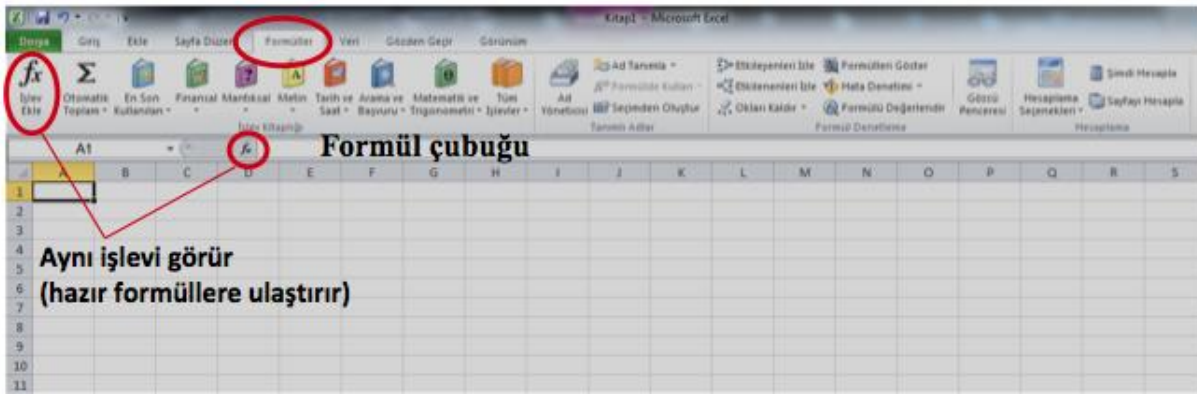 Kitap1 - Microsoft Excel
Dosya Giriş Ekle Sayfa Düzeni Formüller Veri Gözden Geçir Görünüm
fx İşlev Ekle
Σ Otomatik Toplam
En Son Kullanılan
Finansal
Mantıksal
Metin
Tarih ve Saat
Arama ve Başvuru
Matematik ve Trigonometri
Tüm İşlevler
İşlev Kitaplığı
Ad Yöneticisi
Ad Tanımla
Formülde Kullan
Seçimden Oluştur
Tanımlı Adlar
Etkileyenleri İzle
Etkilenenleri İzle
Okları Kaldır
Formülleri Göster
Hata Denetimi
Formülü Değerlendir
Formül Denetleme
Gözcü Penceresi
Hesaplama Seçenekleri
Şimdi Hesapla
Sayfayı Hesapla
Hesaplama
A1 fx Formül çubuğu
A B C D E F G H I J K L M N O P Q R S
1
2
3
4
5
6
7
8
9
10
11
Aynı işlevi görür
(hazır formüllere ulaştırır)